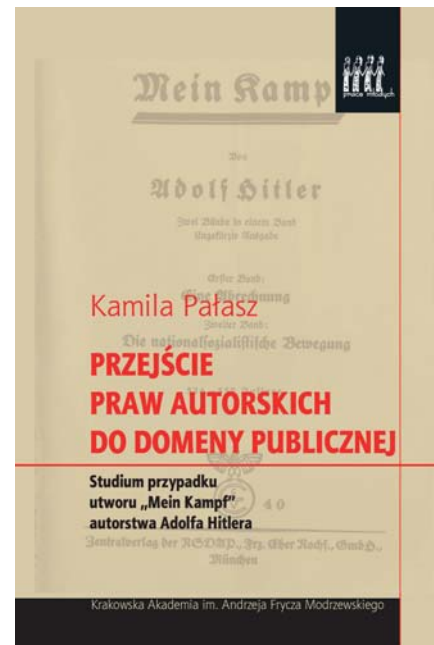 prace młodych
Mein Kamp
Von
Adolf Hitler
Zwei Bände in einem Band
Ungekürzte Ausgabe
Erster Band:
Eine Abrechnung
Kamila Pałasz
Zweiter Band:
Die nationalsozialistische Bewegung
PRZEJŚCIE
PRAW AUTORSKICH
DO DOMENY PUBLICZNEJ
Studium przypadku
utworu „Mein Kampf”
autorstwa Adolfa Hitlera
40
Zentralverlag der NSDAP., Frz. Eher Nachf., GmbH.,
München
Krakowska Akademia im. Andrzeja Frycza Modrzewskiego